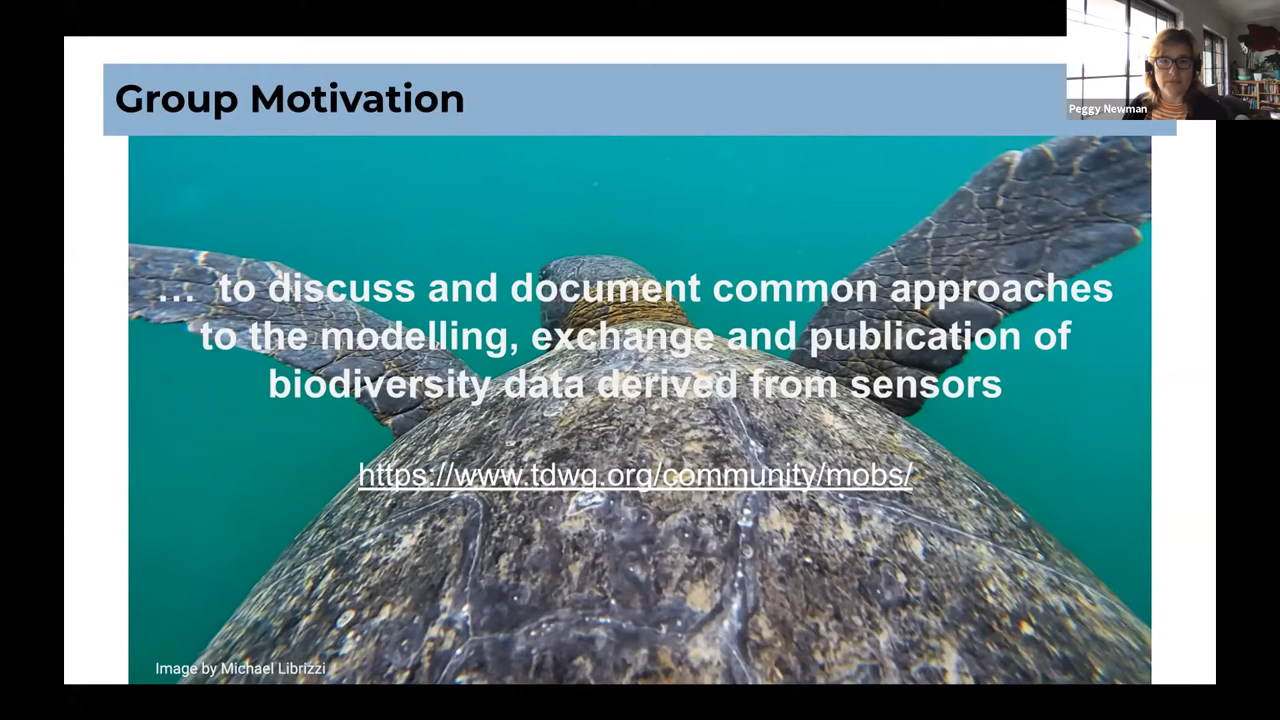 Group Motivation
Peggy Newman
… to discuss and document common approaches
to the modelling, exchange and publication of
biodiversity data derived from sensors
https://www.tdwg.org/community/mobs/
Image by Michael Librizzi